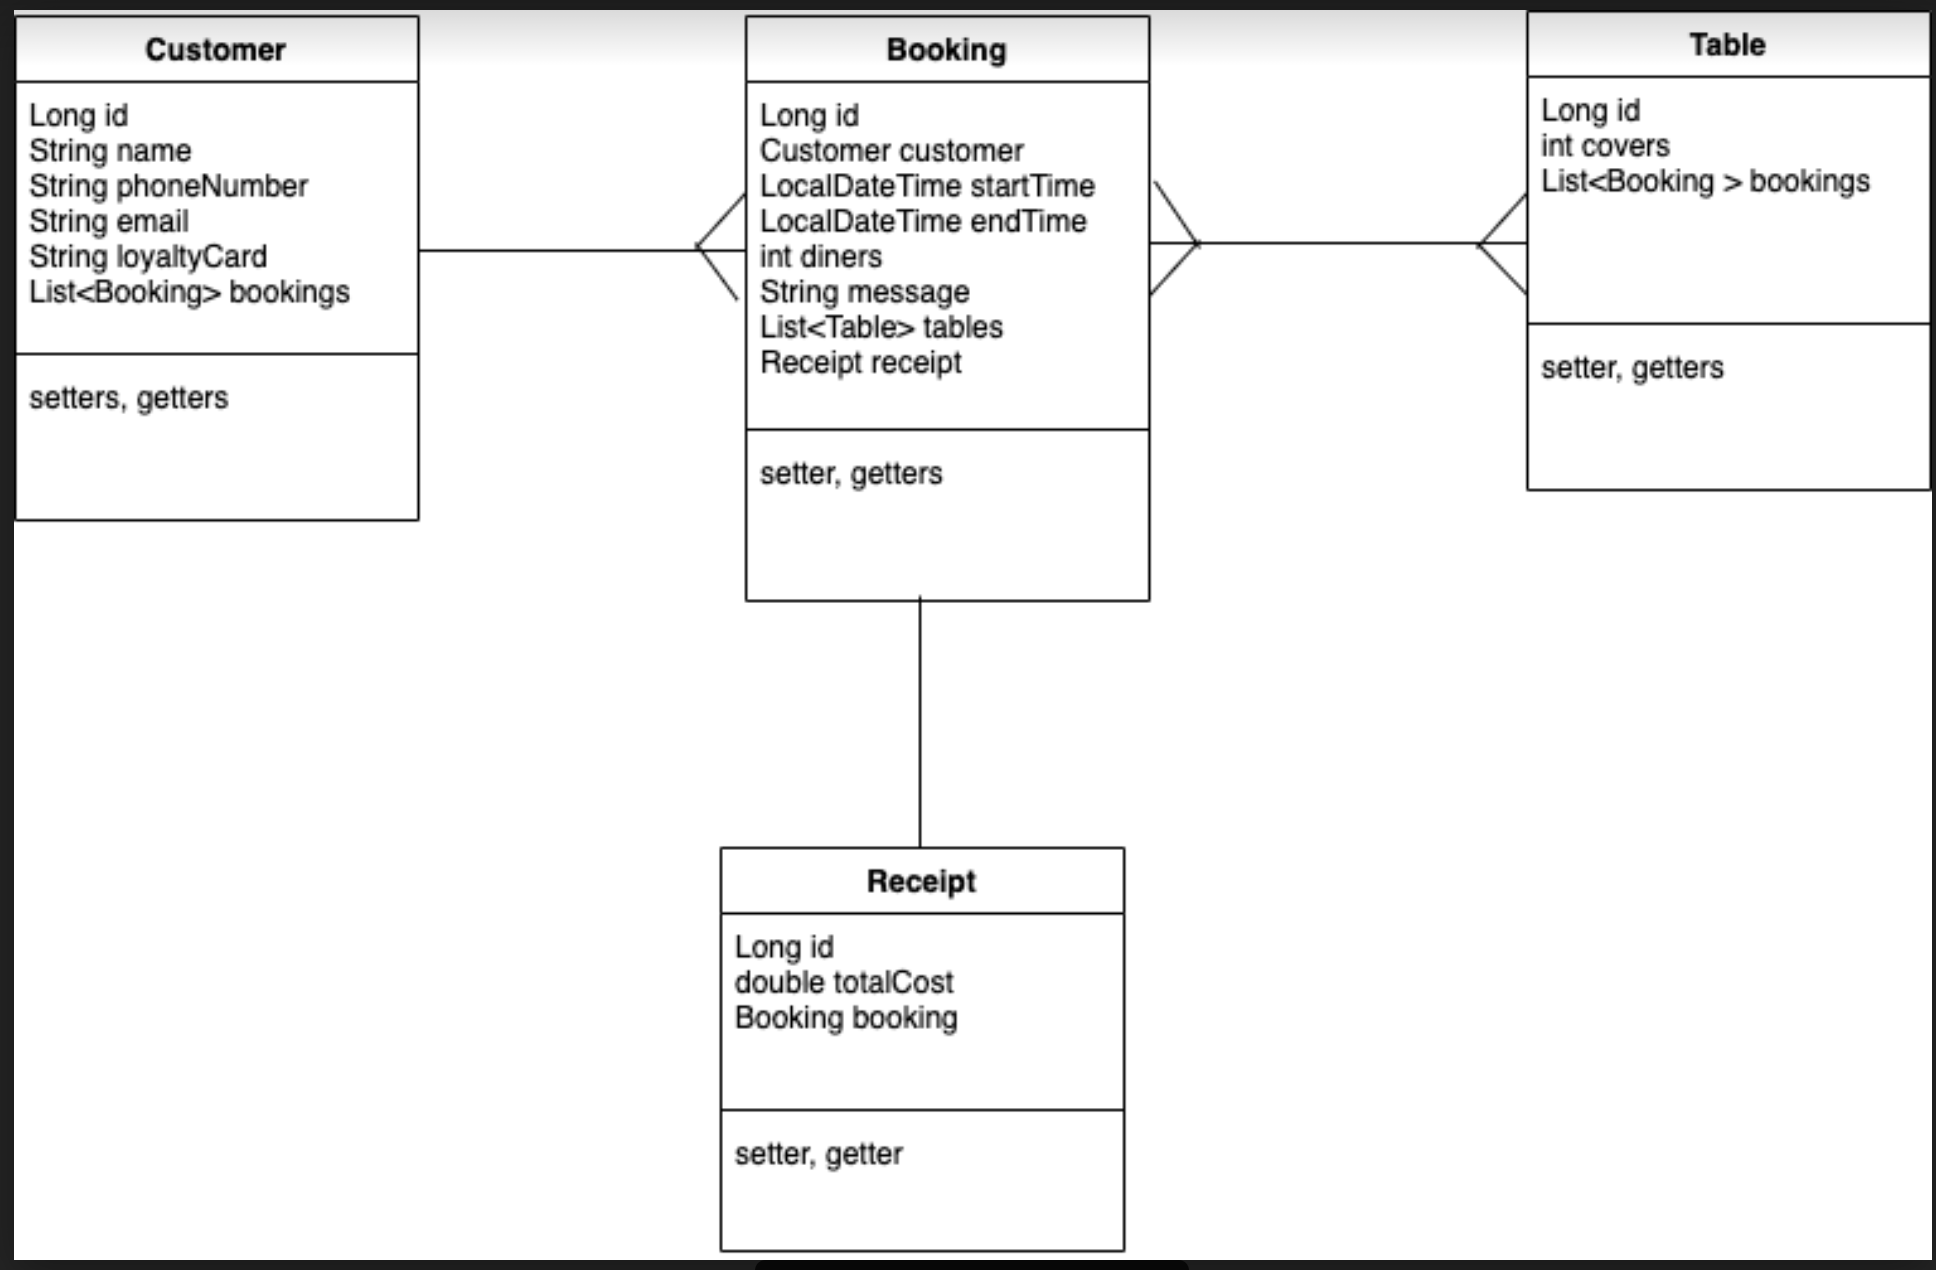 Customer
Long id
String name
String phoneNumber
String email
String loyaltyCard
List<Booking> bookings
setters, getters
Booking
Long id
Customer customer
LocalDateTime startTime
LocalDateTime endTime
int diners
String message
List<Table> tables
Receipt receipt
setter, getters
Table
Long id
int covers
List<Booking > bookings
setter, getters
Receipt
Long id
double totalCost
Booking booking
setter, getter